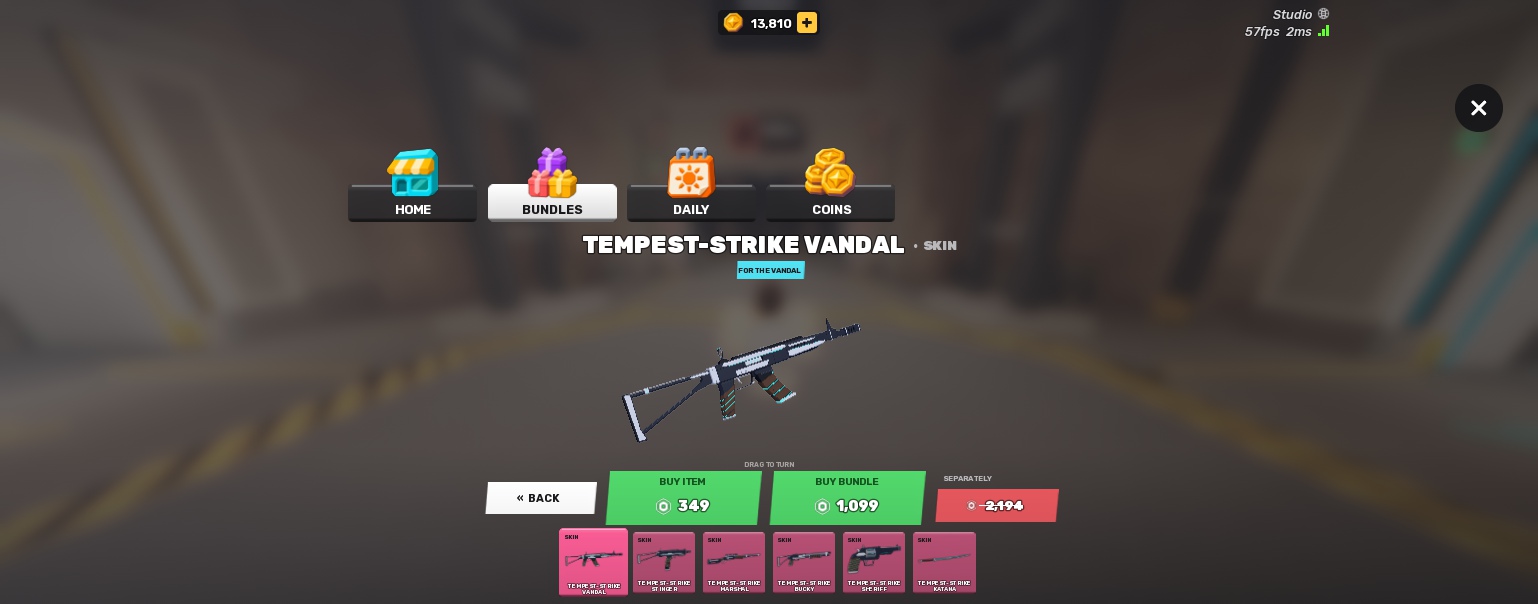 13,810 +
Studio
57fps 2ms
HOME
BUNDLES
DAILY
COINS
TEMPEST-STRIKE VANDAL • SKIN
FOR THE VANDAL
DRAG TO TURN
« BACK
BUY ITEM
349
BUY BUNDLE
1,099
SEPARATELY
2,194
SKIN
TEMPEST-STRIKE
VANDAL
SKIN
TEMPEST-STRIKE
STINGER
SKIN
TEMPEST-STRIKE
MARSHAL
SKIN
TEMPEST-STRIKE
BUCKY
SKIN
TEMPEST-STRIKE
SHERIFF
SKIN
TEMPEST-STRIKE
KATANA